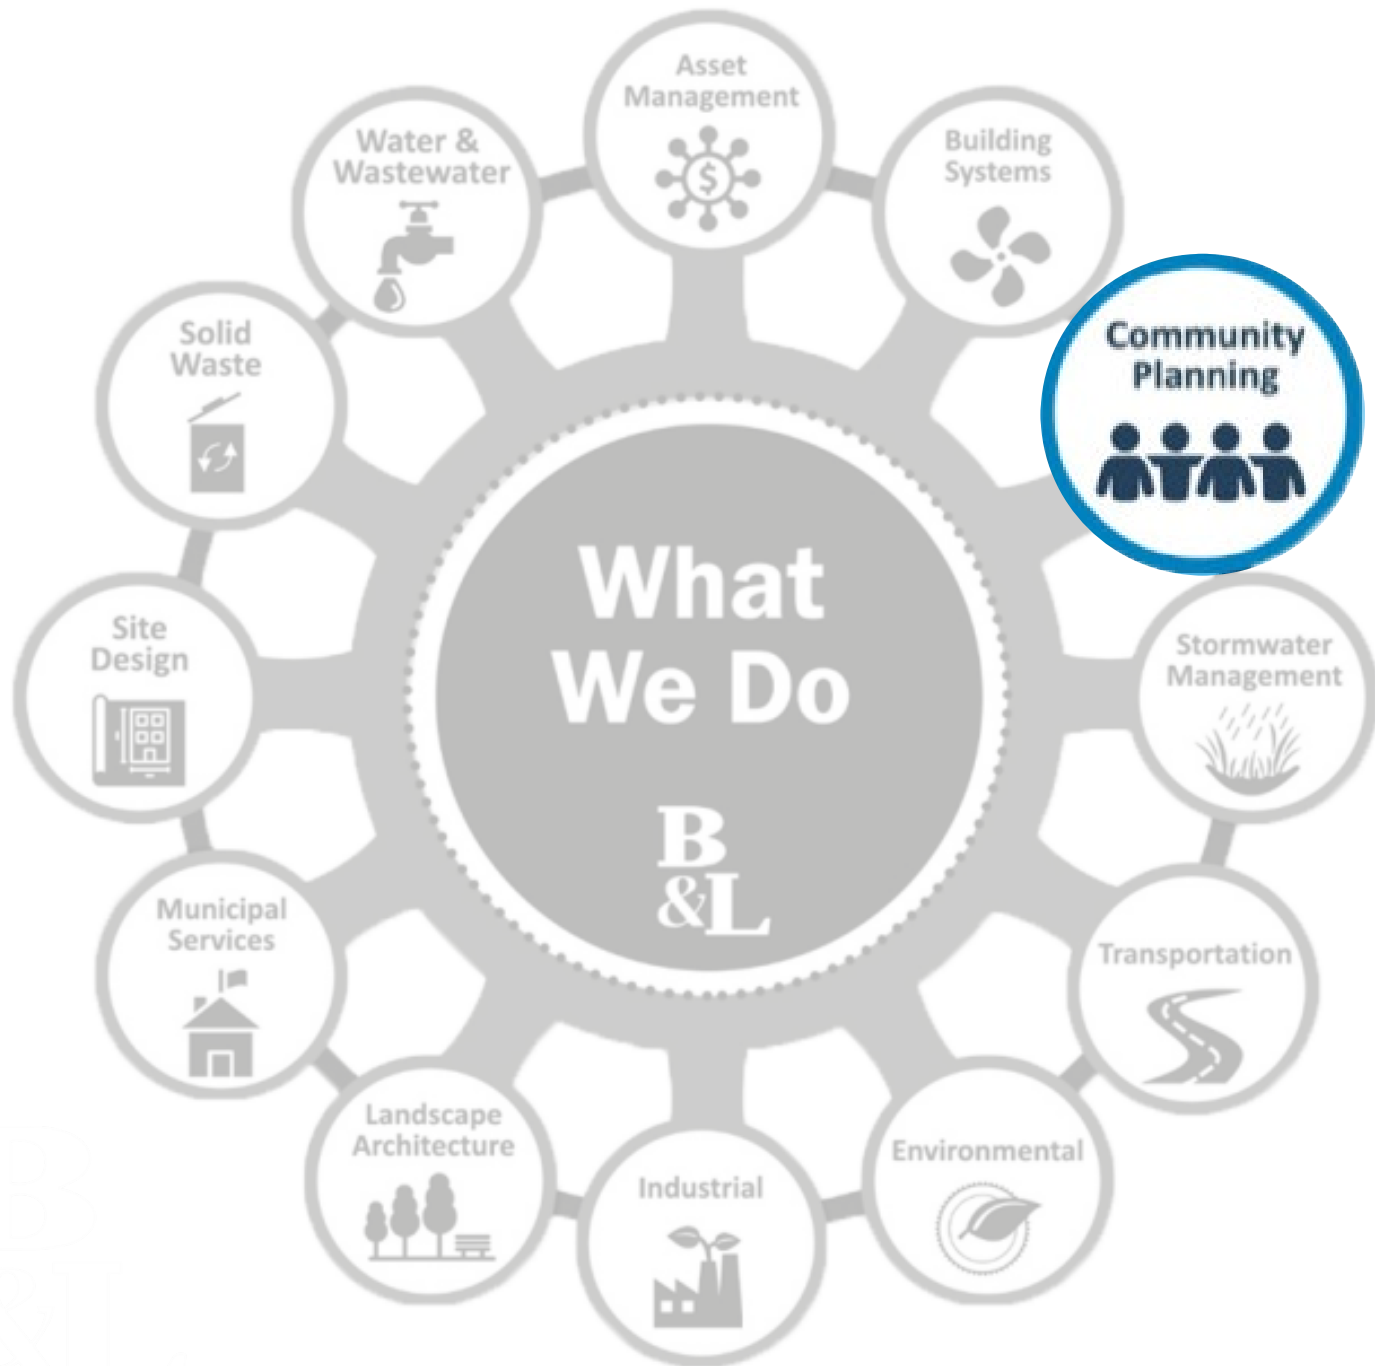 Asset
Management
Building
Systems
Community
Planning
Stormwater
Management
Transportation
Environmental
Industrial
Landscape
Architecture
Municipal
Services
Site
Design
Solid
Waste
Water &
Wastewater
$
What
We Do
B
&L